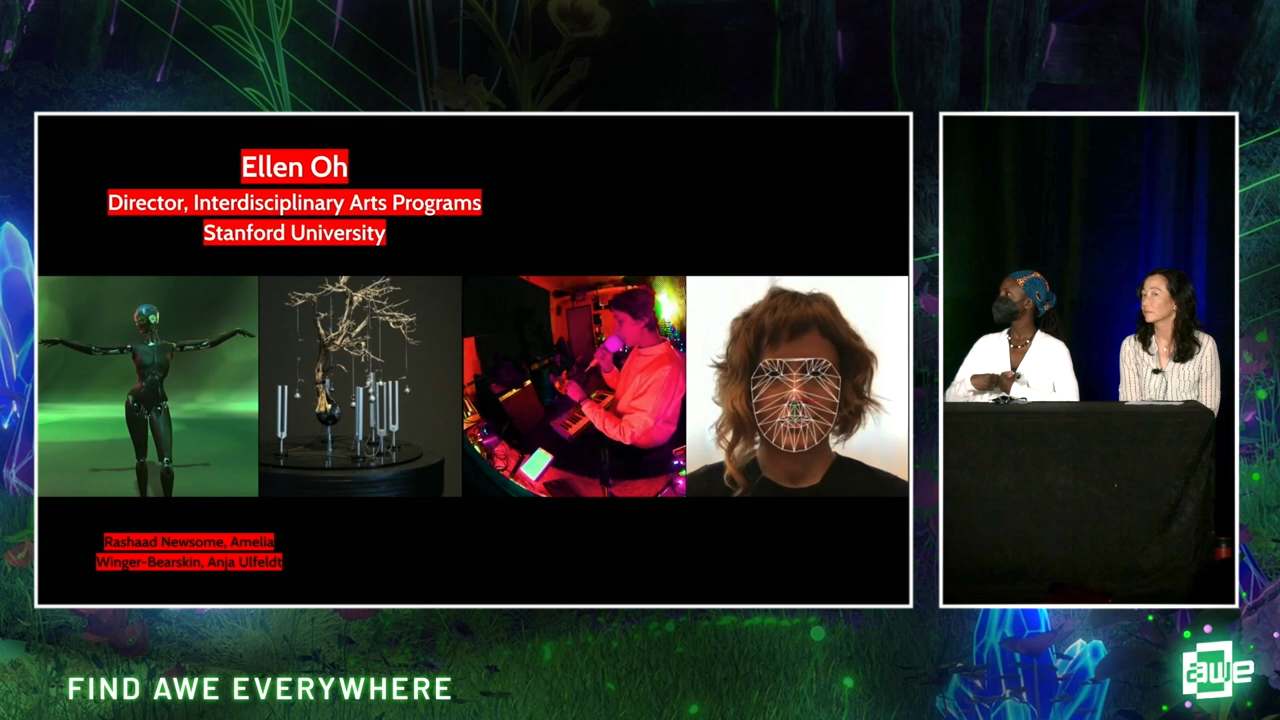 Ellen Oh
Director, Interdisciplinary Arts Programs
Stanford University
Rashaad Newsome, Amelia
Winger-Bearskin, Anja Ulfeldt
FIND AWE EVERYWHERE
awe